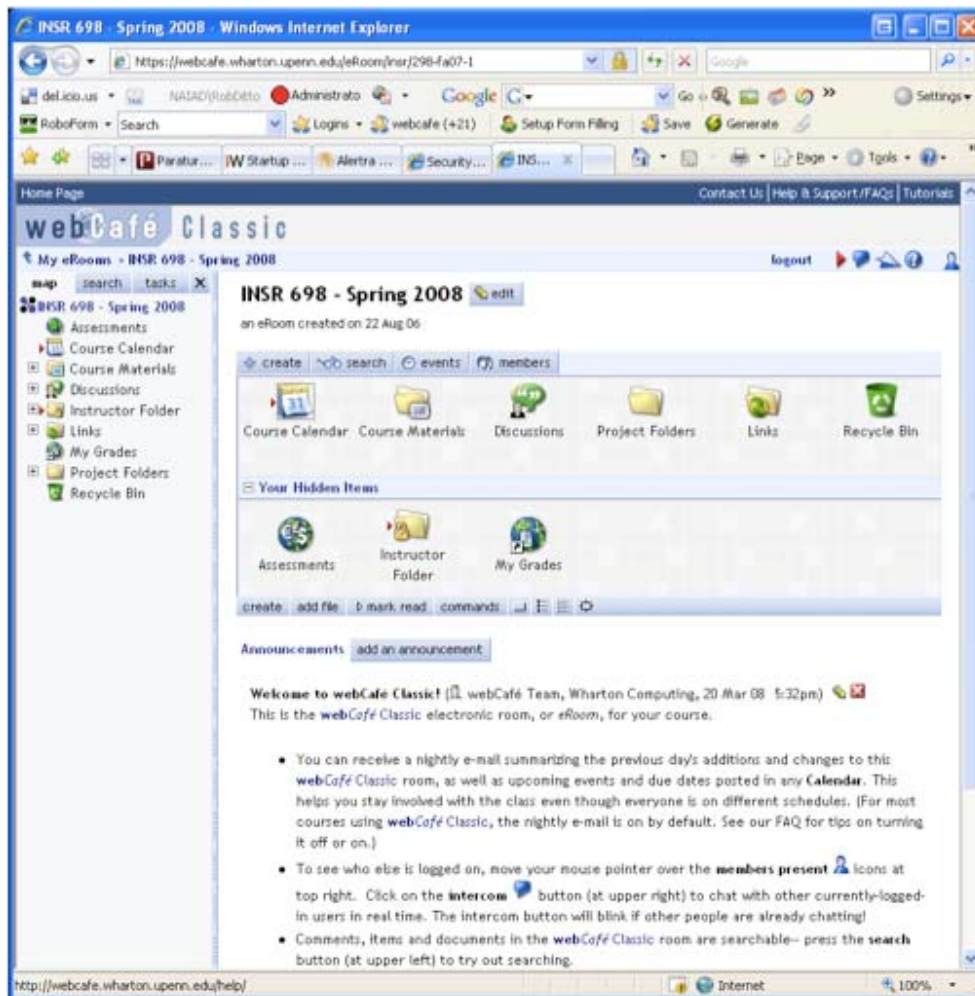 INSR 698 - Spring 2008 - Windows Internet Explorer
https://webcafe.wharton.upenn.edu/eRoom/insr/298-fa07-1
Google
del.icio.us
Administrato
Google
Go
Settings
RoboForm
Search
Logins
webcafe (+21)
Setup Form Filling
Save
Generate
Paratur...
Startup ...
Alertra ...
Security...
INS...
Page
Tools
Home Page
Contact Us | Help & Support/FAQs | Tutorials
webCafé Classic
My eRooms › INSR 698 - Spring 2008
logout
map search tasks X
INSR 698 - Spring 2008
Assessments
Course Calendar
Course Materials
Discussions
Instructor Folder
Links
My Grades
Project Folders
Recycle Bin
INSR 698 - Spring 2008 edit
an eRoom created on 22 Aug 06
create search events members
31
Course Calendar Course Materials Discussions Project Folders Links Recycle Bin
Your Hidden Items
Assessments Instructor Folder My Grades
create add file mark read commands
Announcements add an announcement
Welcome to webCafé Classic! (webCafé Team, Wharton Computing, 20 Mar 08 5:32pm)
This is the webCafé Classic electronic room, or eRoom, for your course.
• You can receive a nightly e-mail summarizing the previous day's additions and changes to this
webCafé Classic room, as well as upcoming events and due dates posted in any Calendar. This
helps you stay involved with the class even though everyone is on different schedules. (For most
courses using webCafé Classic, the nightly e-mail is on by default. See our FAQ for tips on turning
it off or on.)
• To see who else is logged on, move your mouse pointer over the members present icons at
top right. Click on the intercom button (at upper right) to chat with other currently-logged-
in users in real time. The intercom button will blink if other people are already chatting!
• Comments, items and documents in the webCafé Classic room are searchable-- press the search
button (at upper left) to try out searching.
http://webcafe.wharton.upenn.edu/help/
Internet
100%